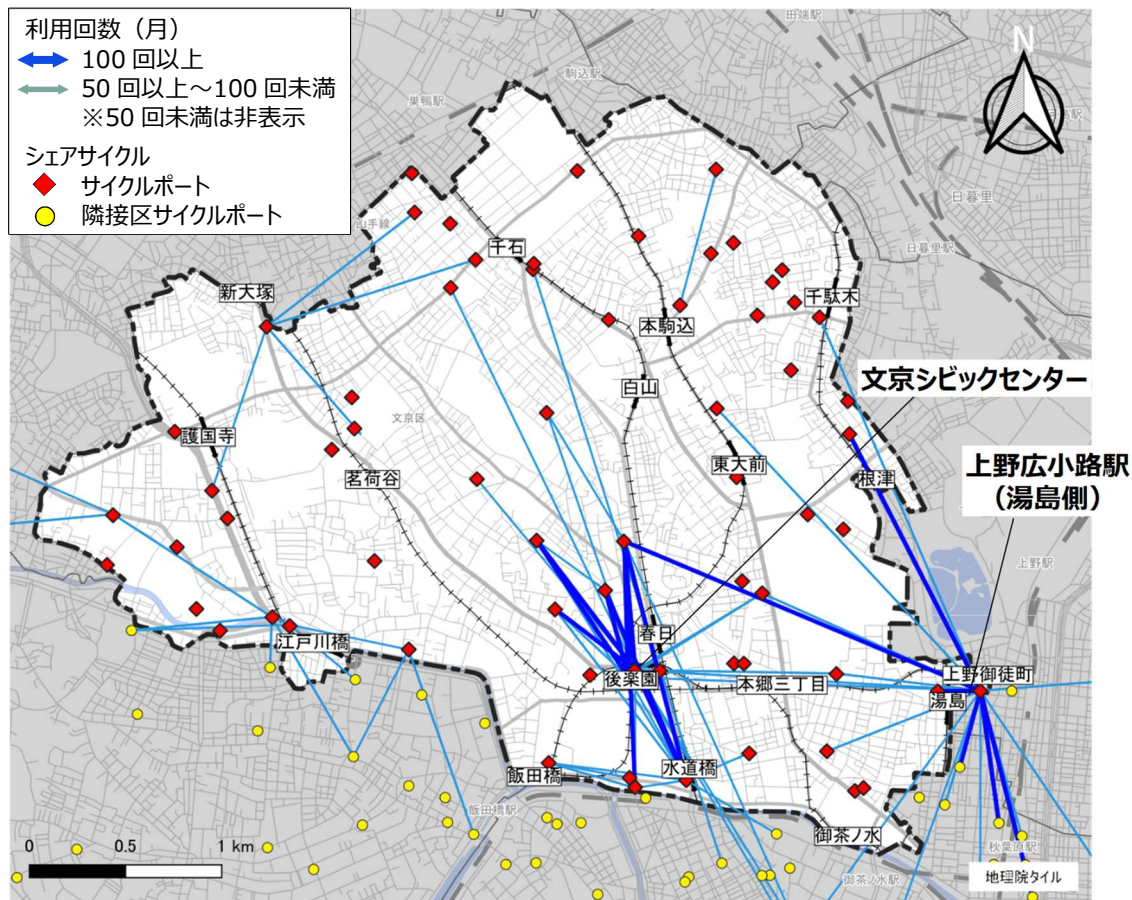 利用回数（月）
100 回以上
50 回以上～100 回未満
※50 回未満は非表示
シェアサイクル
サイクルポート
隣接区サイクルポート
N
田端駅
駒込駅
巣鴨駅
日暮里
日暮里駅
山手線
千石
新大塚
千駄木
本駒込
文京シビックセンター
白山
文京区
護国寺
東大前
上野広小路駅
（湯島側）
茗荷谷
根津
上野駅
春日
江戸川橋
後楽園
本郷三丁目
上野御徒町
湯島
飯田橋
水道橋
飯田橋駅
御茶ノ水
秋葉原駅
御茶ノ水駅
0
0.5
1 km
地理院タイル